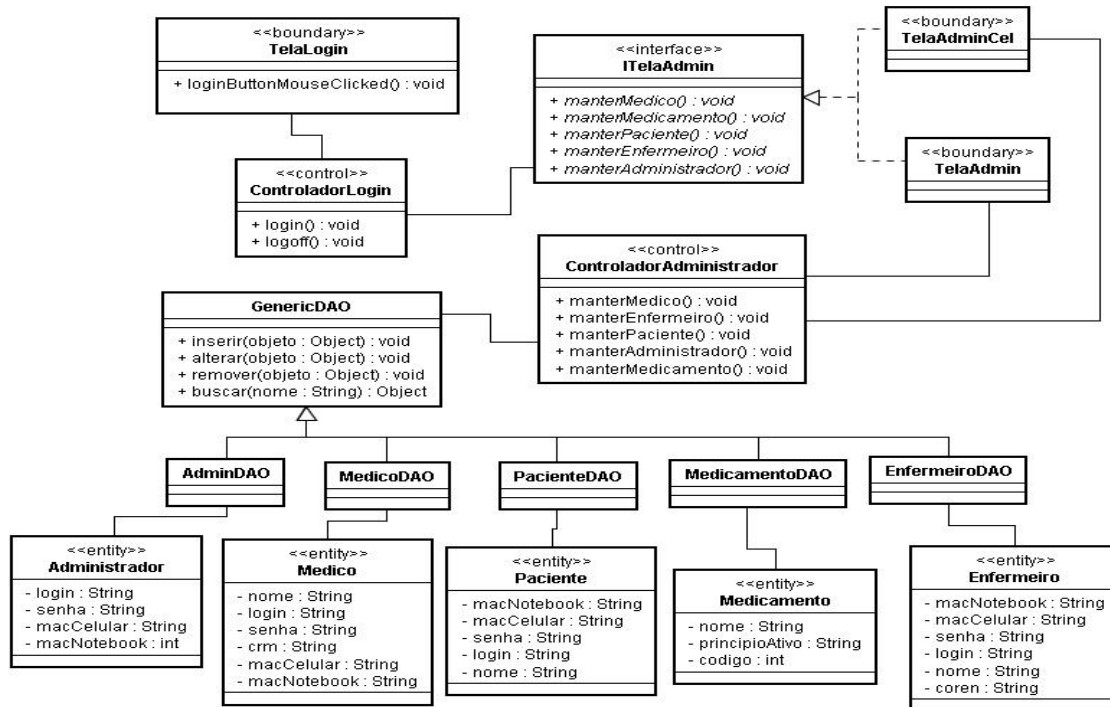 <<boundary>>
TelaLogin
+ loginButtonMouseClicked() : void
<<interface>>
ITelaAdmin
+ manterMedico() : void
+ manterMedicamento() : void
+ manterPaciente() : void
+ manterEnfermeiro() : void
+ manterAdministrador() : void
<<boundary>>
TelaAdminCel
<<boundary>>
TelaAdmin
<<control>>
ControladorLogin
+ login() : void
+ logoff() : void
<<control>>
ControladorAdministrador
+ manterMedico() : void
+ manterEnfermeiro() : void
+ manterPaciente() : void
+ manterAdministrador() : void
+ manterMedicamento() : void
GenericDAO
+ inserir(objeto : Object) : void
+ alterar(objeto : Object) : void
+ remover(objeto : Object) : void
+ buscar(nome : String) : Object
AdminDAO
MedicoDAO
PacienteDAO
MedicamentoDAO
EnfermeiroDAO
<<entity>>
Administrador
- login : String
- senha : String
- macCelular : String
- macNotebook : int
<<entity>>
Medico
- nome : String
- login : String
- senha : String
- crm : String
- macCelular : String
- macNotebook : String
<<entity>>
Paciente
- macNotebook : String
- macCelular : String
- senha : String
- login : String
- nome : String
<<entity>>
Medicamento
- nome : String
- principioAtivo : String
- codigo : int
<<entity>>
Enfermeiro
- macNotebook : String
- macCelular : String
- senha : String
- login : String
- nome : String
- coren : String